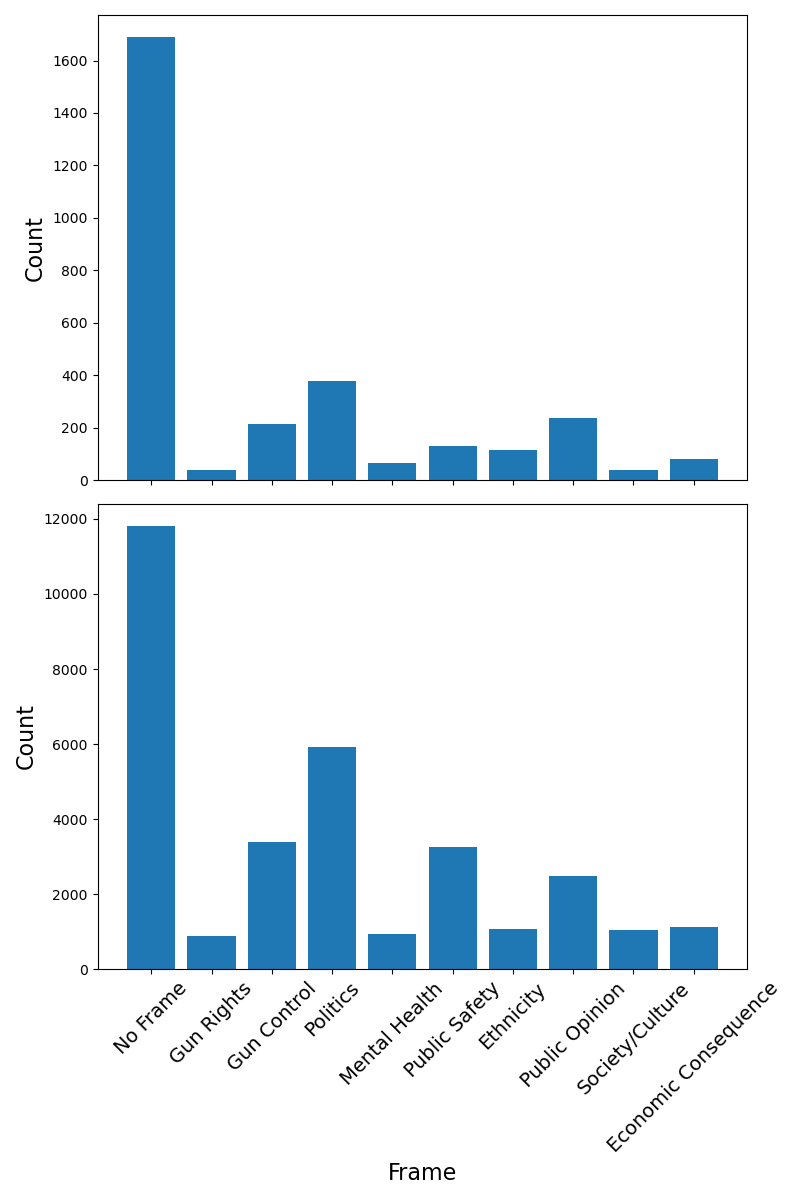 1600
1400
1200
1000
800
600
400
200
0
Count
12000
10000
8000
6000
4000
2000
0
Count
No Frame
Gun Rights
Gun Control
Politics
Mental Health
Public Safety
Ethnicity
Public Opinion
Society/Culture
Economic Consequence
Frame